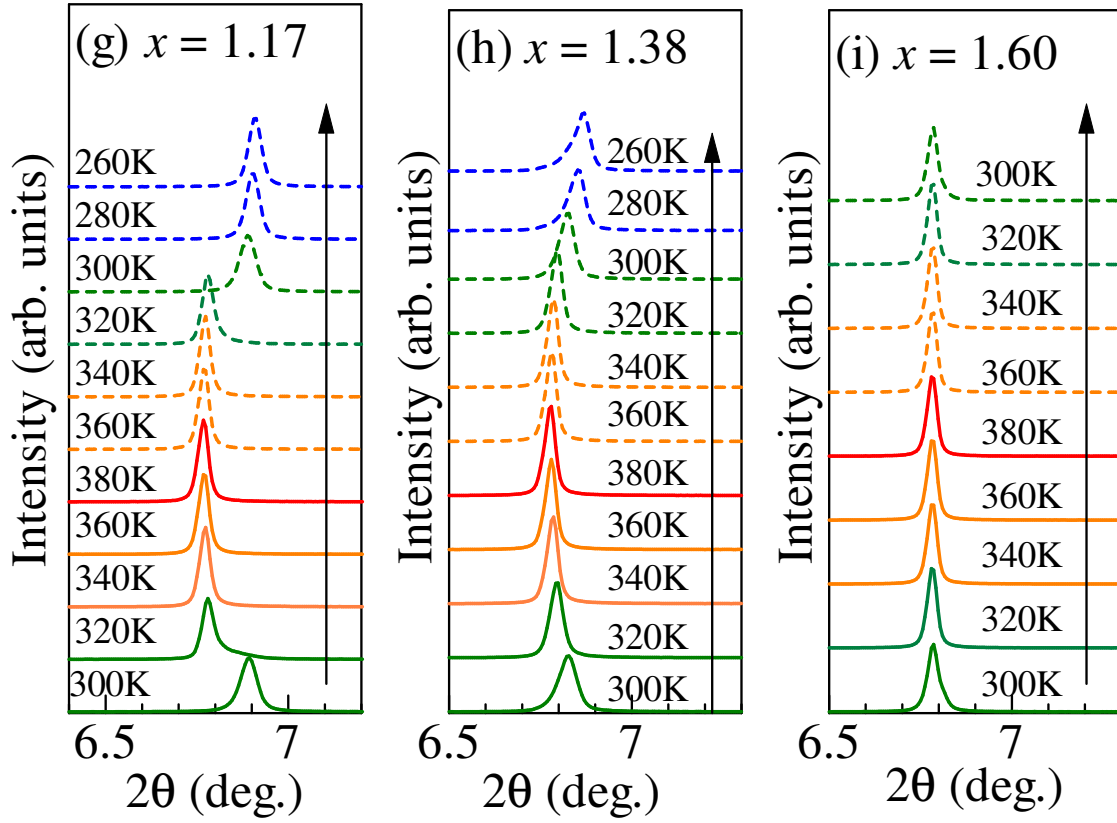 (g) x = 1.17
Intensity (arb. units)
260K
280K
300K
320K
340K
360K
380K
360K
340K
320K
300K
6.5 7
2θ (deg.)
(h) x = 1.38
Intensity (arb. units)
260K
280K
300K
320K
340K
360K
380K
360K
340K
320K
300K
6.5 7
2θ (deg.)
(i) x = 1.60
Intensity (arb. units)
300K
320K
340K
360K
380K
360K
340K
320K
300K
6.5 7
2θ (deg.)